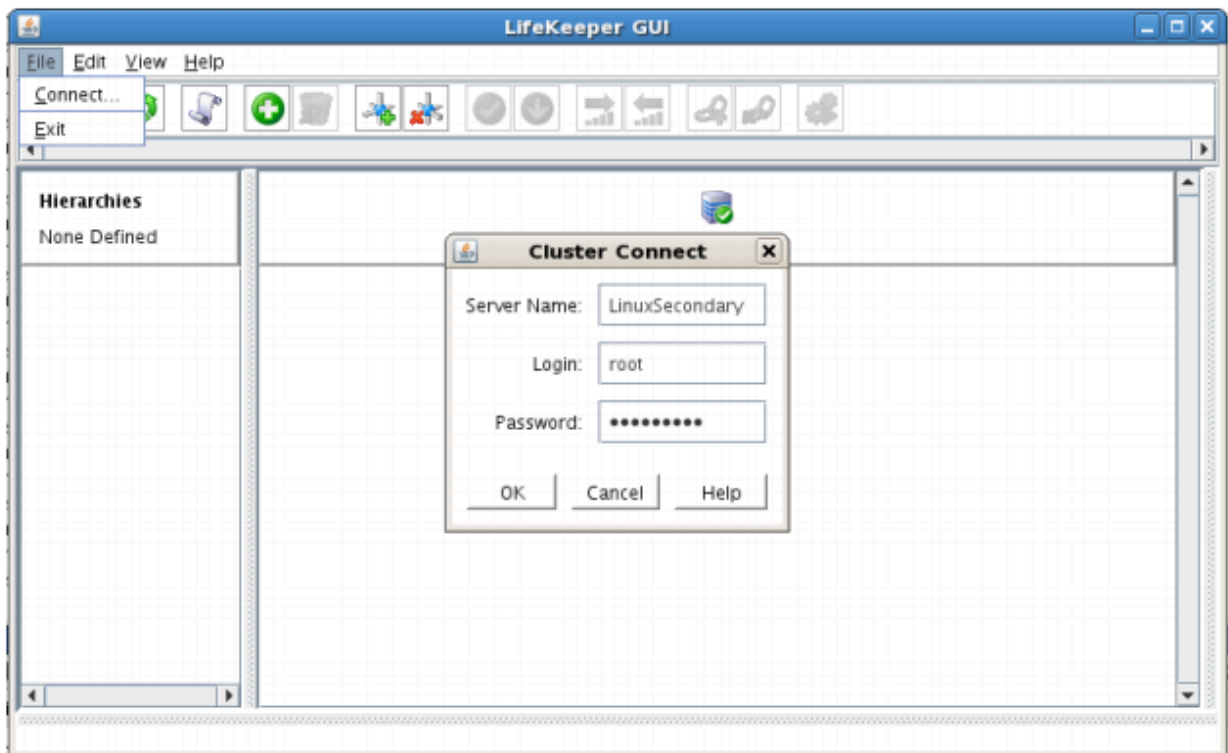 LifeKeeper GUI
File Edit View Help
Connect...
Exit
Hierarchies
None Defined
Cluster Connect
Server Name: LinuxSecondary
Login: root
Password: •••••••••
OK Cancel Help